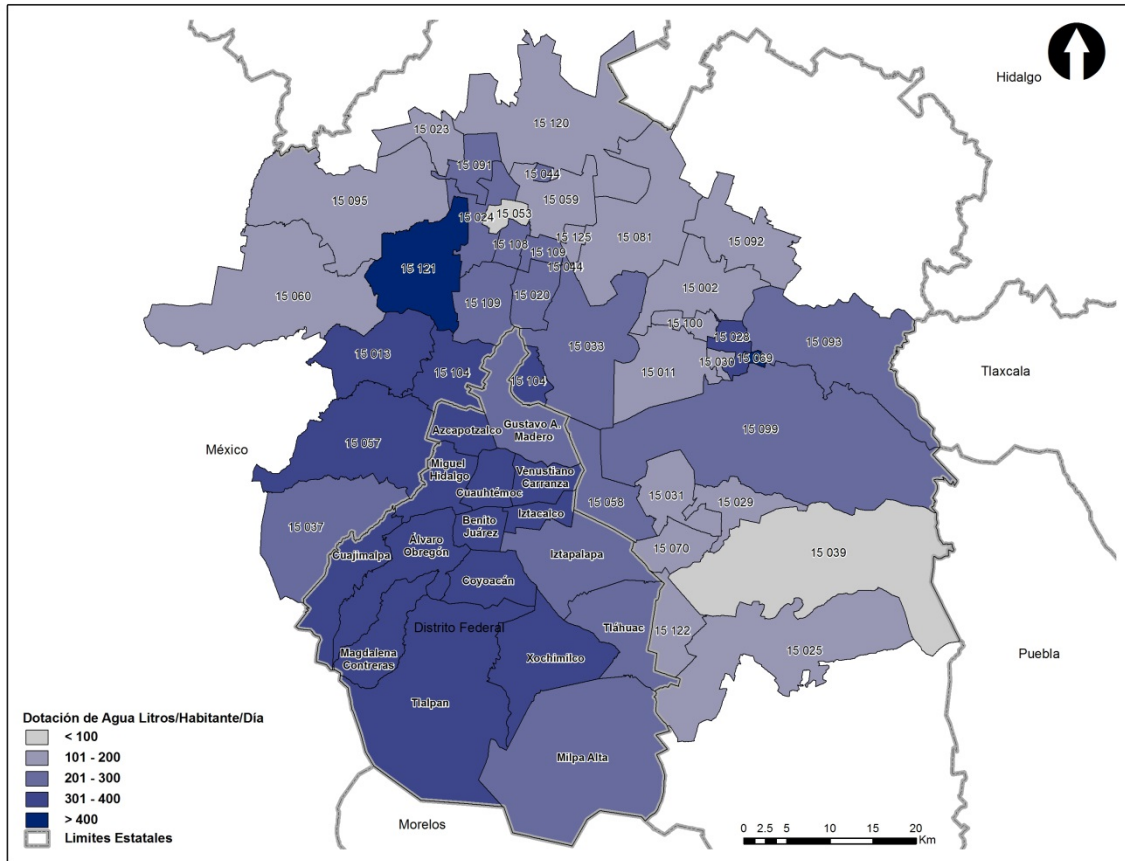 Hidalgo
15 023
15 120
15 091
15 044
15 095
15 059
15 024
15 053
15 125
15 081
15 092
15 108
15 109
15 121
15 044
15 002
15 060
15 109
15 020
15 100
15 028
15 093
15 033
15 013
15 030
15 069
15 011
Tlaxcala
15 104
15 104
Azcapotzalco
Gustavo A.
Madero
15 099
México
15 057
Miguel
Hidalgo
Venustiano
Carranza
Cuauhtémoc
15 058
15 031
15 029
Iztacalco
15 037
Benito
Juárez
Álvaro
Obregón
Cuajimalpa
Iztapalapa
15 070
15 039
Coyoacán
Distrito Federal
Tláhuac
15 122
15 025
Magdalena
Contreras
Xochimilco
Puebla
Tlalpan
Milpa Alta
Morelos
Dotación de Agua Litros/Habitante/Día
< 100
101 - 200
201 - 300
301 - 400
> 400
Limites Estatales
0 2.5 5 10 15 20
Km